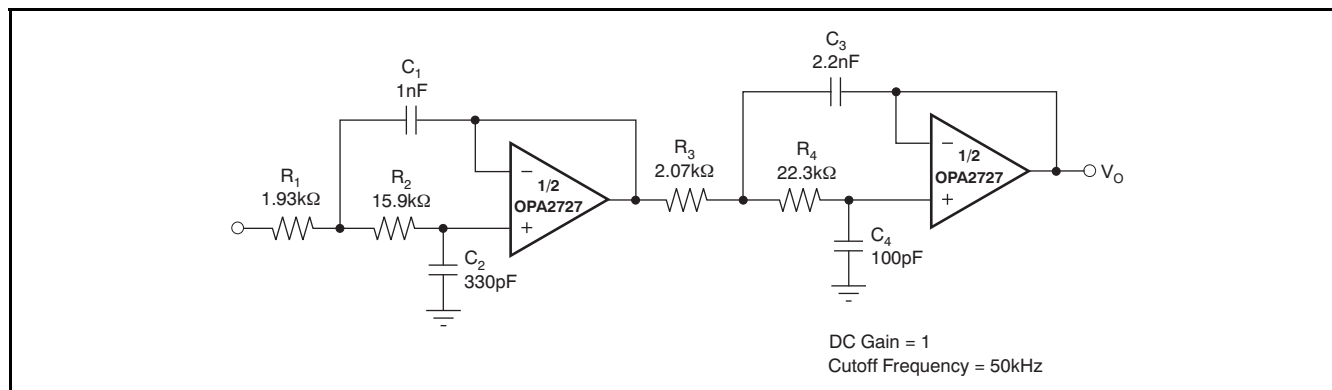 C1
1nF
R1
1.93kΩ
R2
15.9kΩ
−
+
1/2
OPA2727
C2
330pF
R3
2.07kΩ
C3
2.2nF
R4
22.3kΩ
−
+
1/2
OPA2727
VO
C4
100pF
DC Gain = 1
Cutoff Frequency = 50kHz